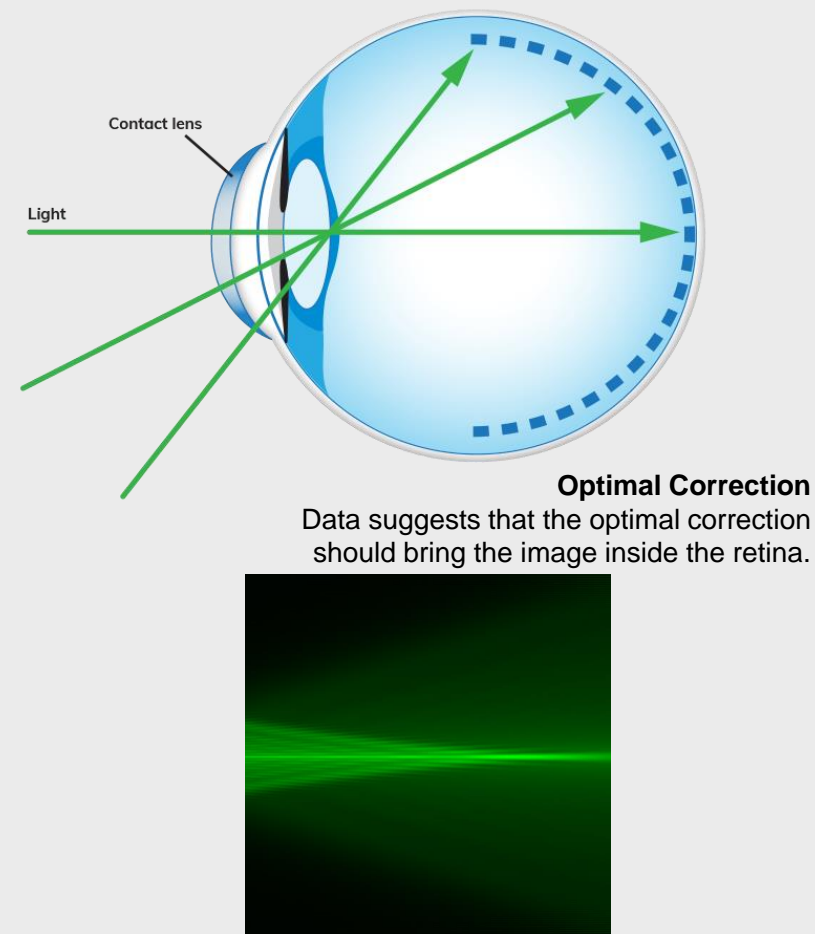 Contact lens
Light
Optimal Correction
Data suggests that the optimal correction
should bring the image inside the retina.